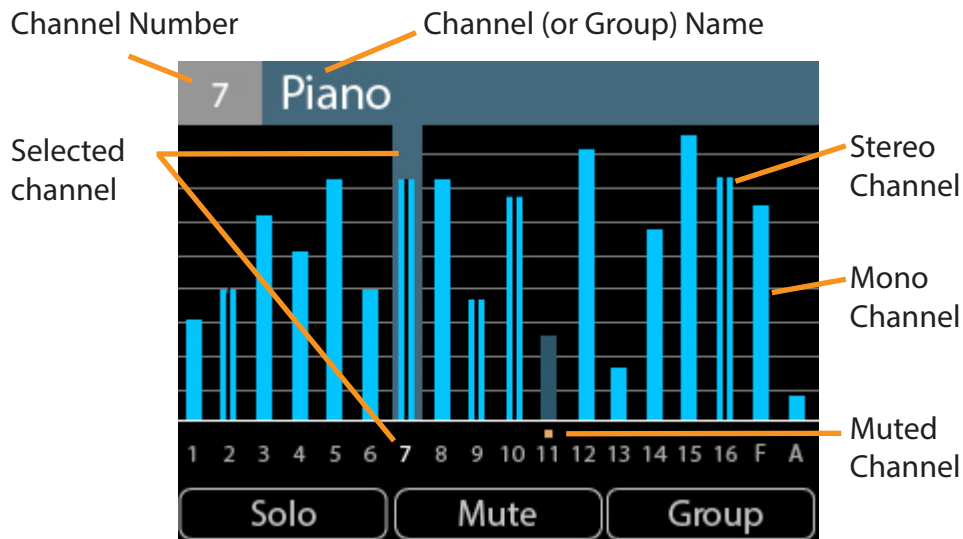 Channel Number
Channel (or Group) Name
7 Piano
Selected
channel
Stereo
Channel
Mono
Channel
Muted
Channel
1 2 3 4 5 6 7 8 9 10 11 12 13 14 15 16 F A
Solo Mute Group